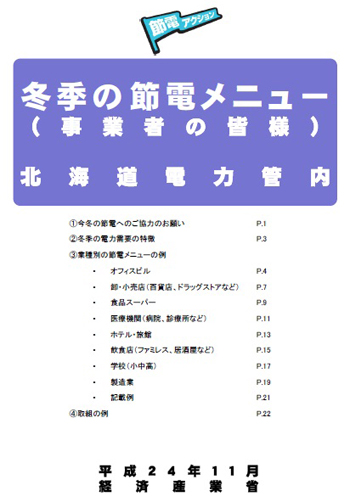 節電アクション
冬季の節電メニュー
(事業者の皆様)
北海道電力管内
①今冬の節電へのご協力のお願い P.1
②冬季の電力需要の特徴 P.3
③業種別の節電メニューの例
・ オフィスビル P.4
・ 卸・小売店(百貨店、ドラッグストアなど) P.7
・ 食品スーパー P.9
・ 医療機関(病院、診療所など) P.11
・ ホテル・旅館 P.13
・ 飲食店(ファミレス、居酒屋など) P.15
・ 学校(小中高) P.17
・ 製造業 P.19
・ 記載例 P.21
④取組の例 P.22
平成24年11月
経済産業省